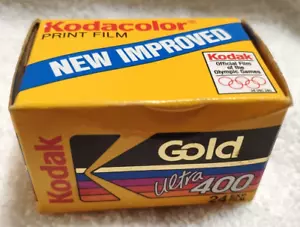 Kodacolor
PRINT FILM
NEW IMPROVED
Kodak
Official Film
of the
Olympic Games
Kodak
Gold
Ultra
400
24